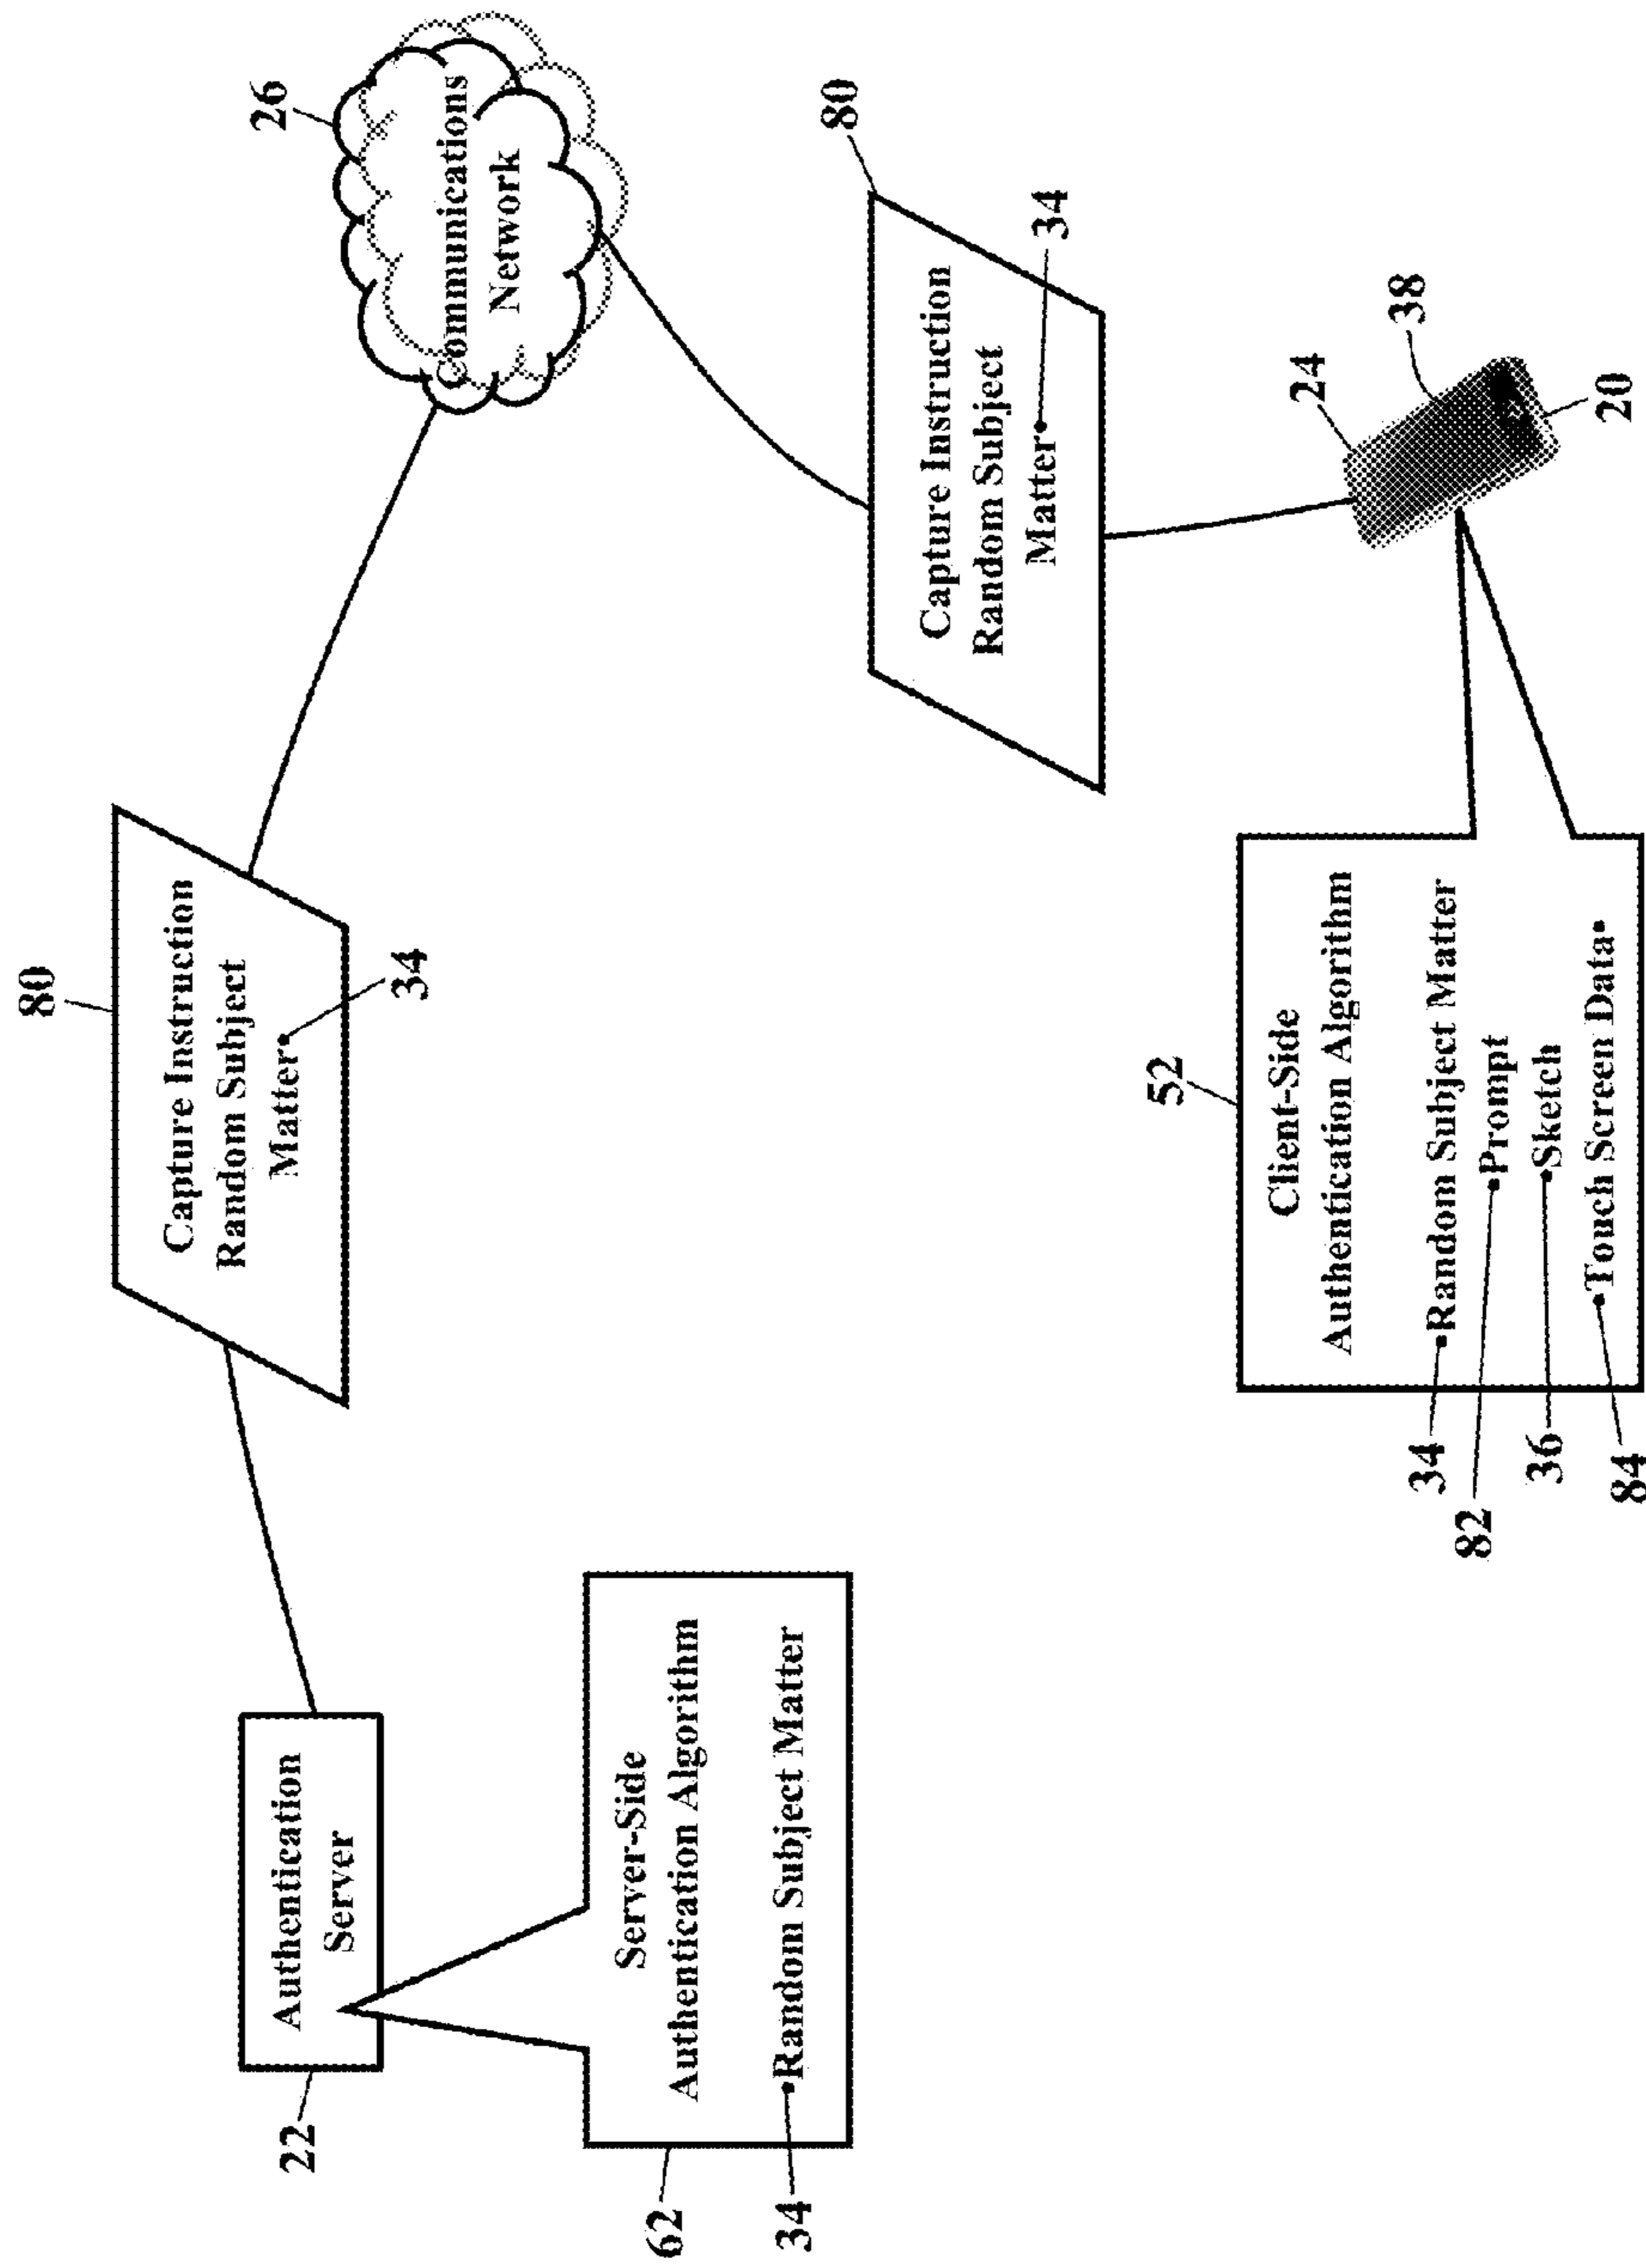 80
Capture Instruction
Random Subject
Matter
34
26
Communications
Network
22
Authentication
Server
62
Server-Side
Authentication Algorithm
34
Random Subject Matter
80
Capture Instruction
Random Subject
Matter
34
52
Client-Side
Authentication Algorithm
34
Random Subject Matter
82
Prompt
36
Sketch
84
Touch Screen Data
24
38
20